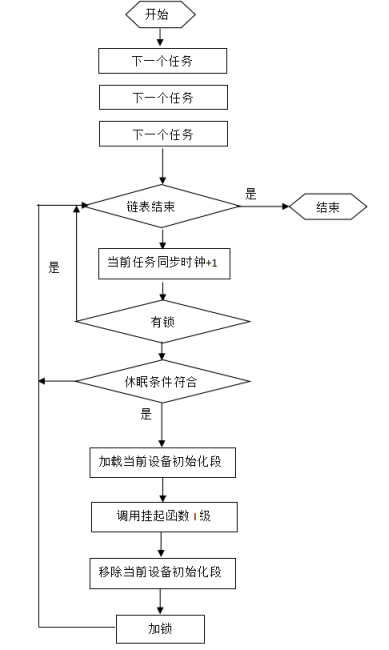 开始
下一个任务
下一个任务
下一个任务
链表结束
是
结束
当前任务同步时钟+1
是
有锁
休眠条件符合
是
加载当前设备初始化段
调用挂起函数 I 级
移除当前设备初始化段
加锁